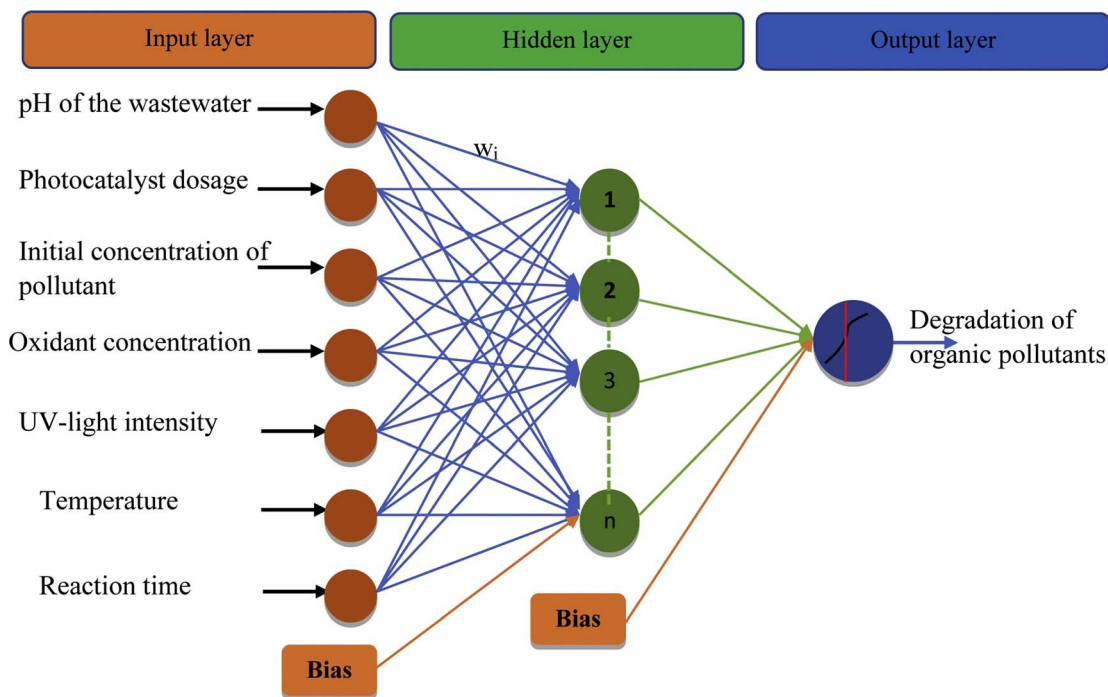 Input layer
Hidden layer
Output layer
pH of the wastewater
Photocatalyst dosage
Initial concentration of
pollutant
Oxidant concentration
UV-light intensity
Temperature
Reaction time
wi
1
2
3
n
Bias
Bias
Degradation of
organic pollutants